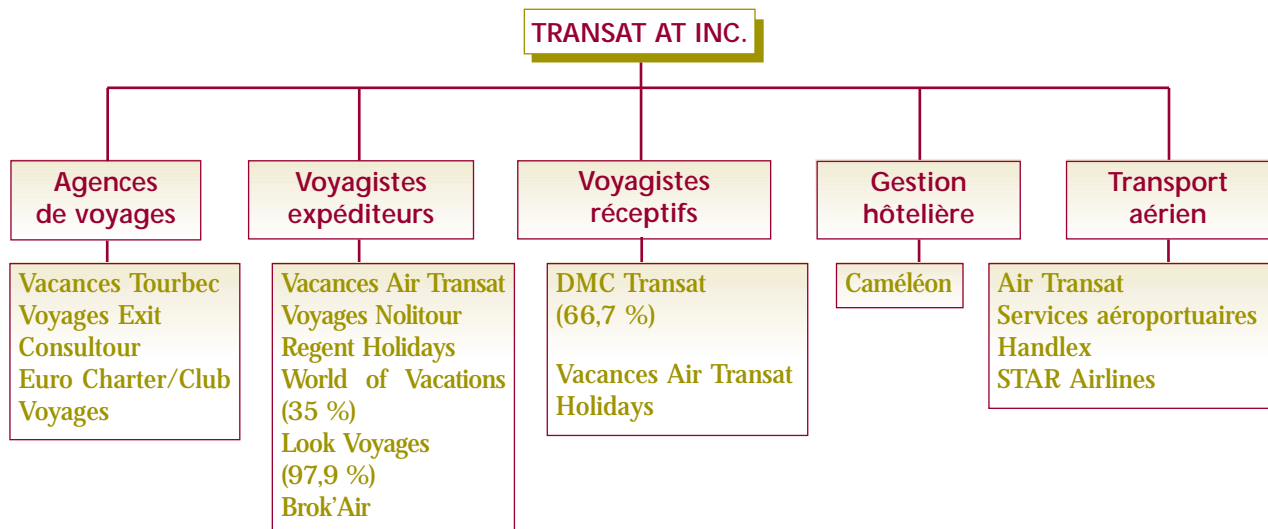 TRANSAT AT INC.
Agences
de voyages
Vacances Tourbec
Voyages Exit
Consultour
Euro Charter/Club
Voyages
Voyagistes
expéditeurs
Vacances Air Transat
Voyages Nolitour
Regent Holidays
World of Vacations
(35 %)
Look Voyages
(97,9 %)
Brok'Air
Voyagistes
réceptifs
DMC Transat
(66,7 %)
Vacances Air Transat
Holidays
Gestion
hôtelière
Caméléon
Transport
aérien
Air Transat
Services aéroportuaires
Handlex
STAR Airlines